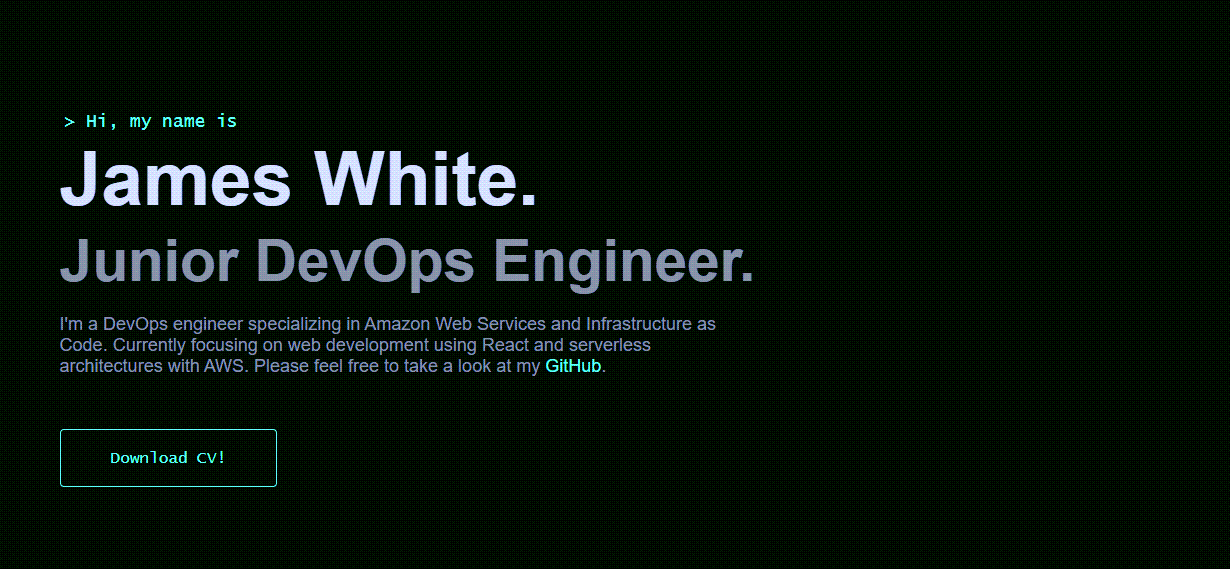 > Hi, my name is
James White.
Junior DevOps Engineer.
I'm a DevOps engineer specializing in Amazon Web Services and Infrastructure as
Code. Currently focusing on web development using React and serverless
architectures with AWS. Please feel free to take a look at my GitHub.
Download CV!